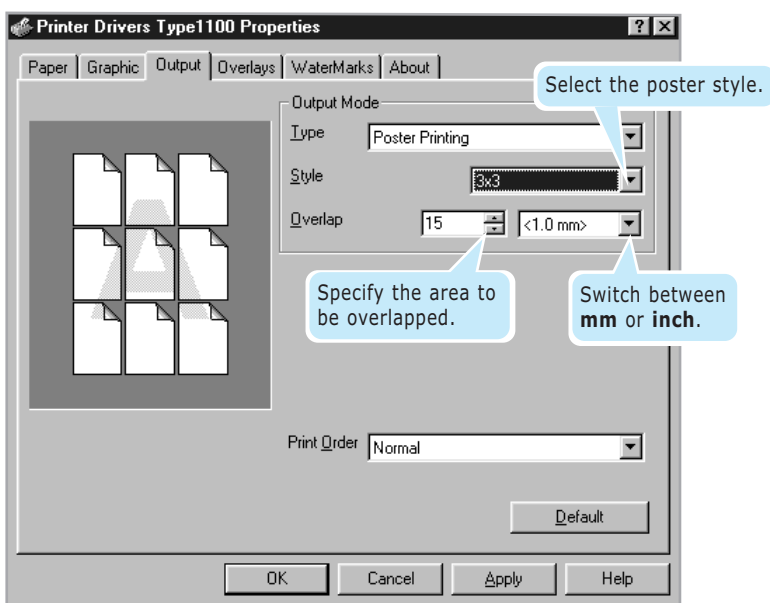 Printer Drivers Type1100 Properties
Paper Graphic Output Overlays WaterMarks About
Select the poster style.
Output Mode
Type Poster Printing
Style 3x3
Overlap 15 <1.0 mm>
Specify the area to
be overlapped.
Switch between
mm or inch.
A
Print Order Normal
Default
OK Cancel Apply Help